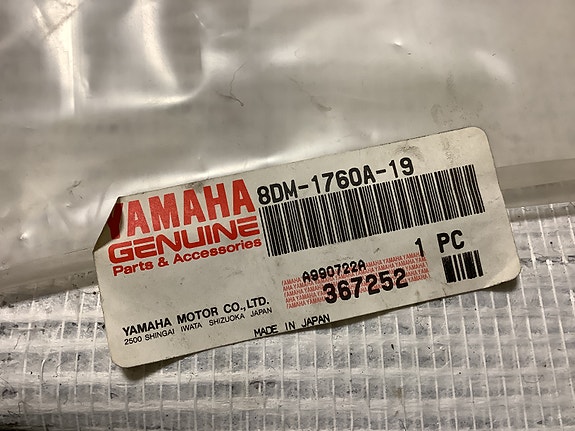 YAMAHA
GENUINE
Parts & Accessories
8DM-1760A-19
1 PC
A990722A
367252
YAMAHA MOTOR CO., LTD.
2500 SHINGAI IWATA SHIZUOKA JAPAN
MADE IN JAPAN